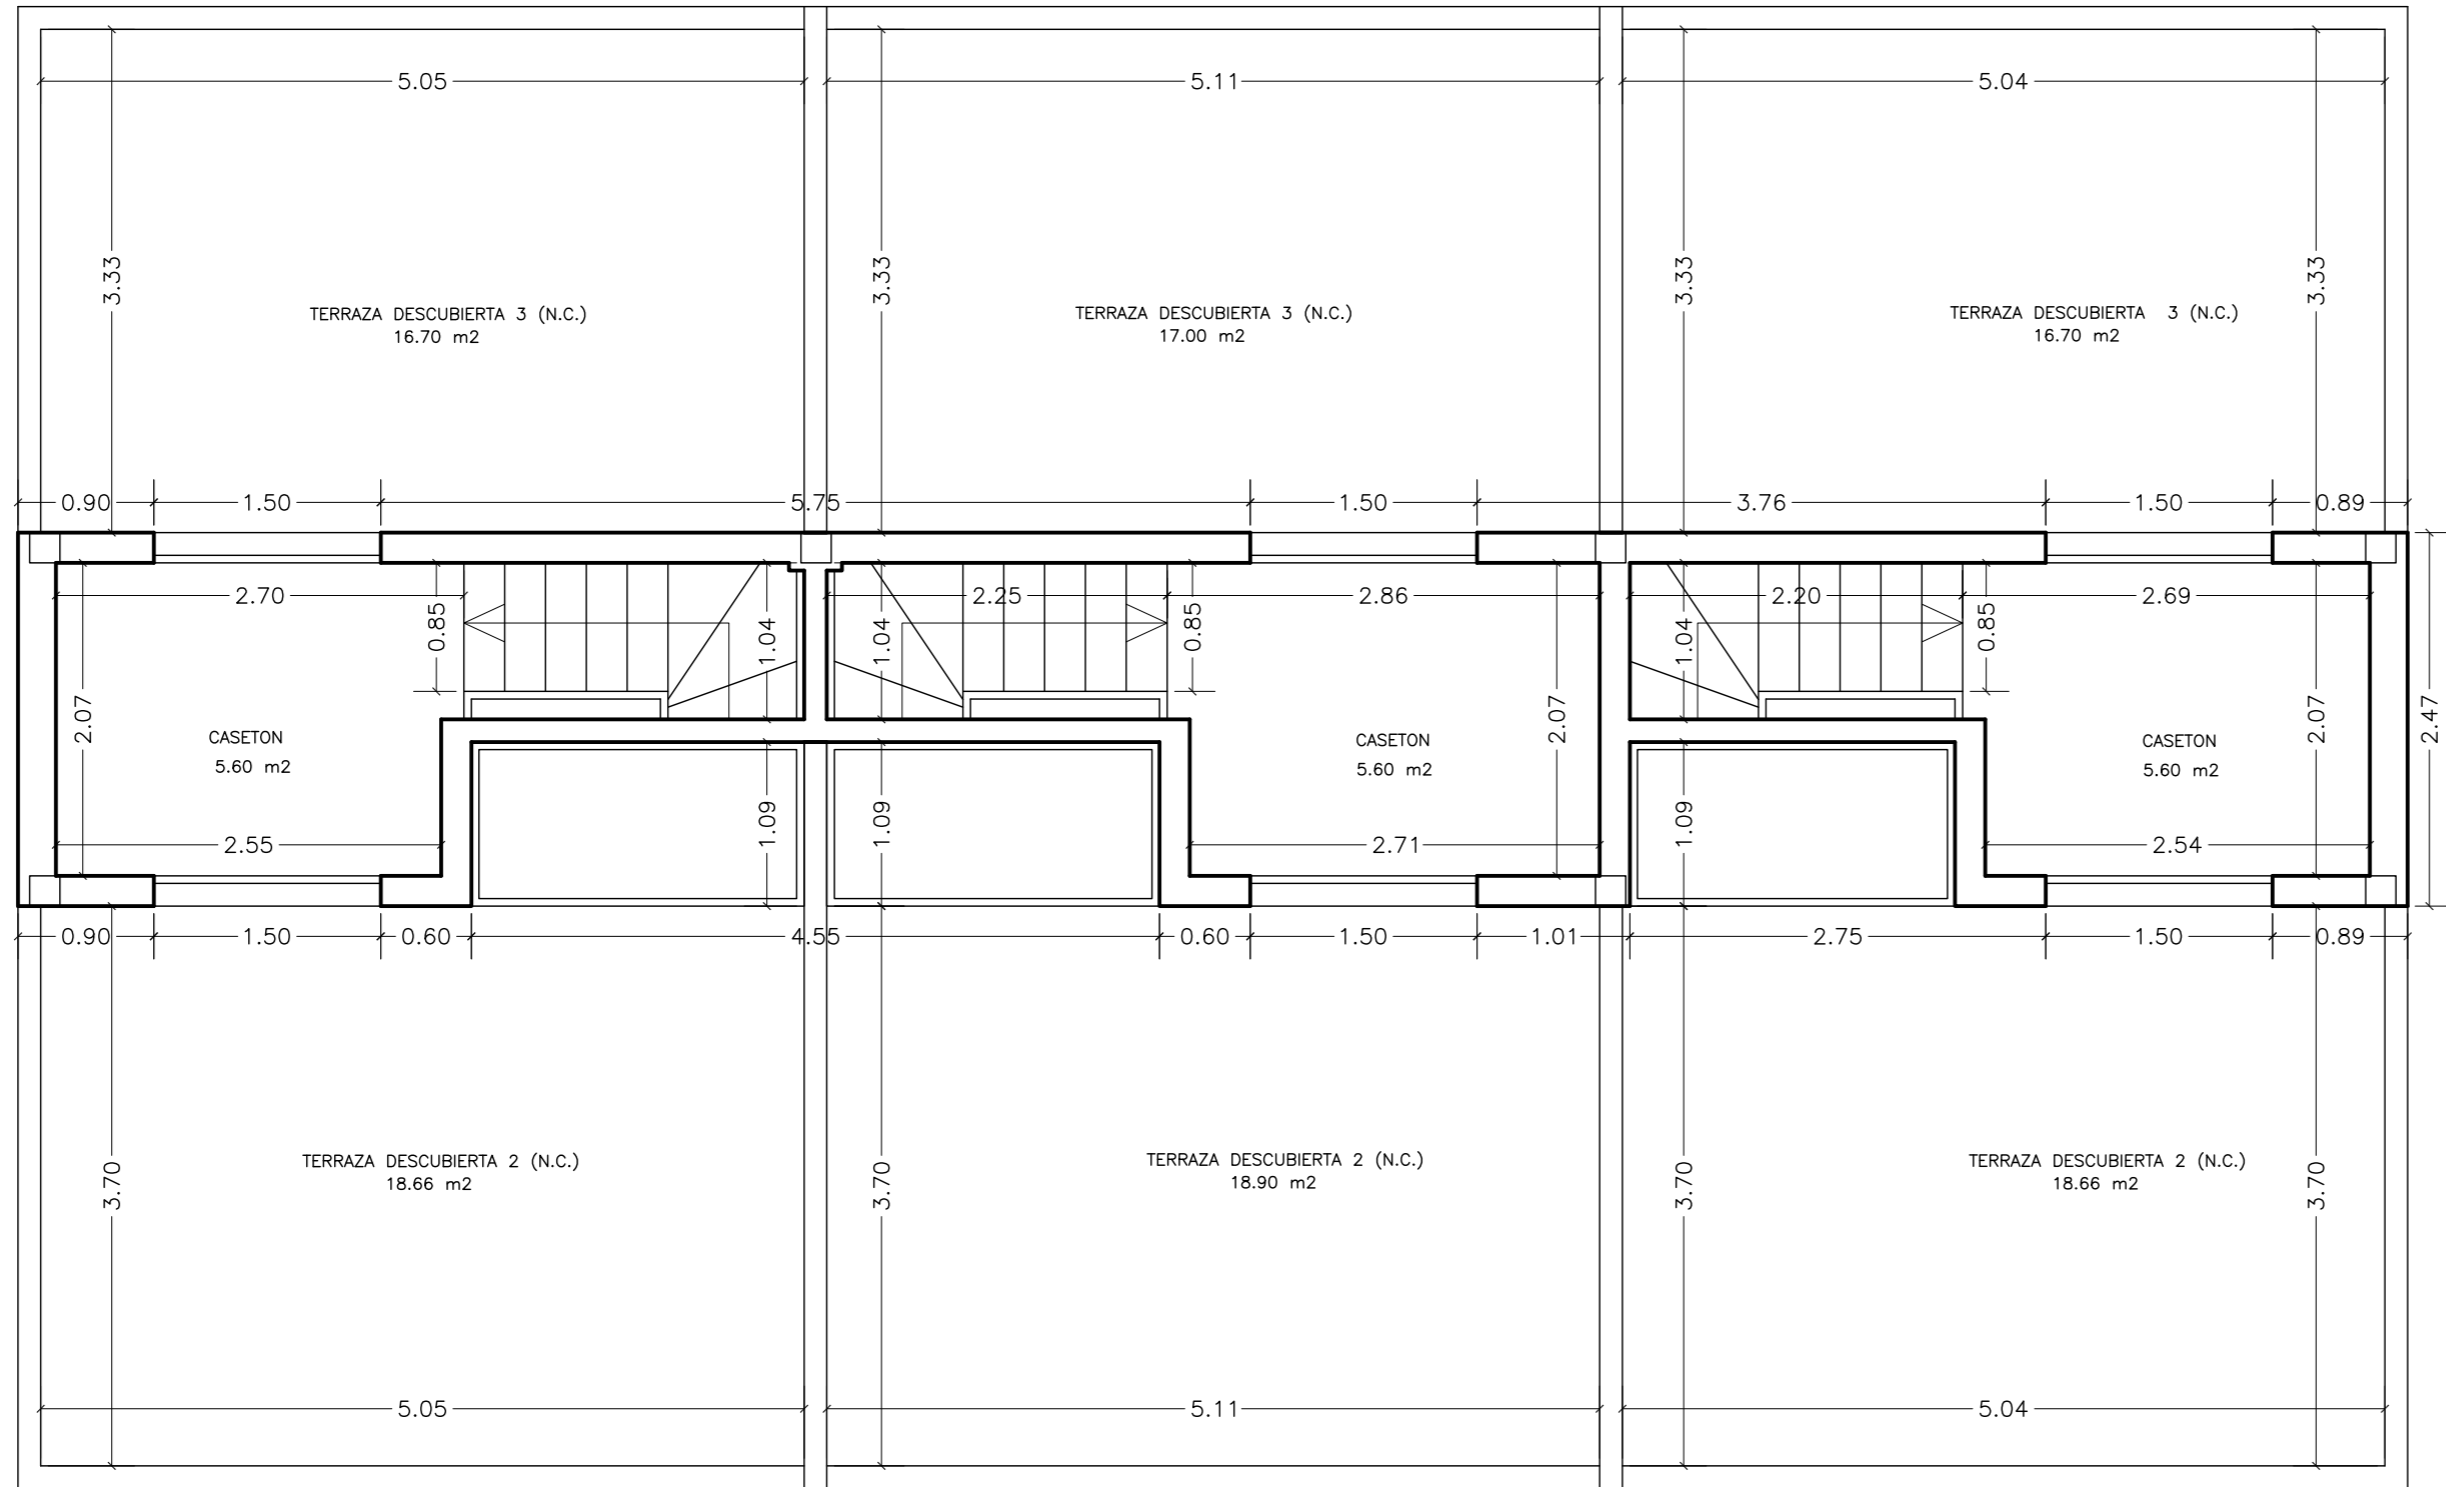 5.05
5.11
5.04
3.33
3.33
3.33
3.33
TERRAZA DESCUBIERTA 3 (N.C.)
16.70 m2
TERRAZA DESCUBIERTA 3 (N.C.)
17.00 m2
TERRAZA DESCUBIERTA 3 (N.C.)
16.70 m2
0.90
1.50
5.75
1.50
3.76
1.50
0.89
2.70
2.25
2.86
2.20
2.69
0.85
1.04
1.04
0.85
1.04
0.85
2.07
2.07
2.07
2.47
CASETON
5.60 m2
CASETON
5.60 m2
CASETON
5.60 m2
1.09
1.09
1.09
2.55
2.71
2.54
0.90
1.50
0.60
4.55
0.60
1.50
1.01
2.75
1.50
0.89
TERRAZA DESCUBIERTA 2 (N.C.)
18.66 m2
TERRAZA DESCUBIERTA 2 (N.C.)
18.90 m2
TERRAZA DESCUBIERTA 2 (N.C.)
18.66 m2
3.70
3.70
3.70
3.70
5.05
5.11
5.04